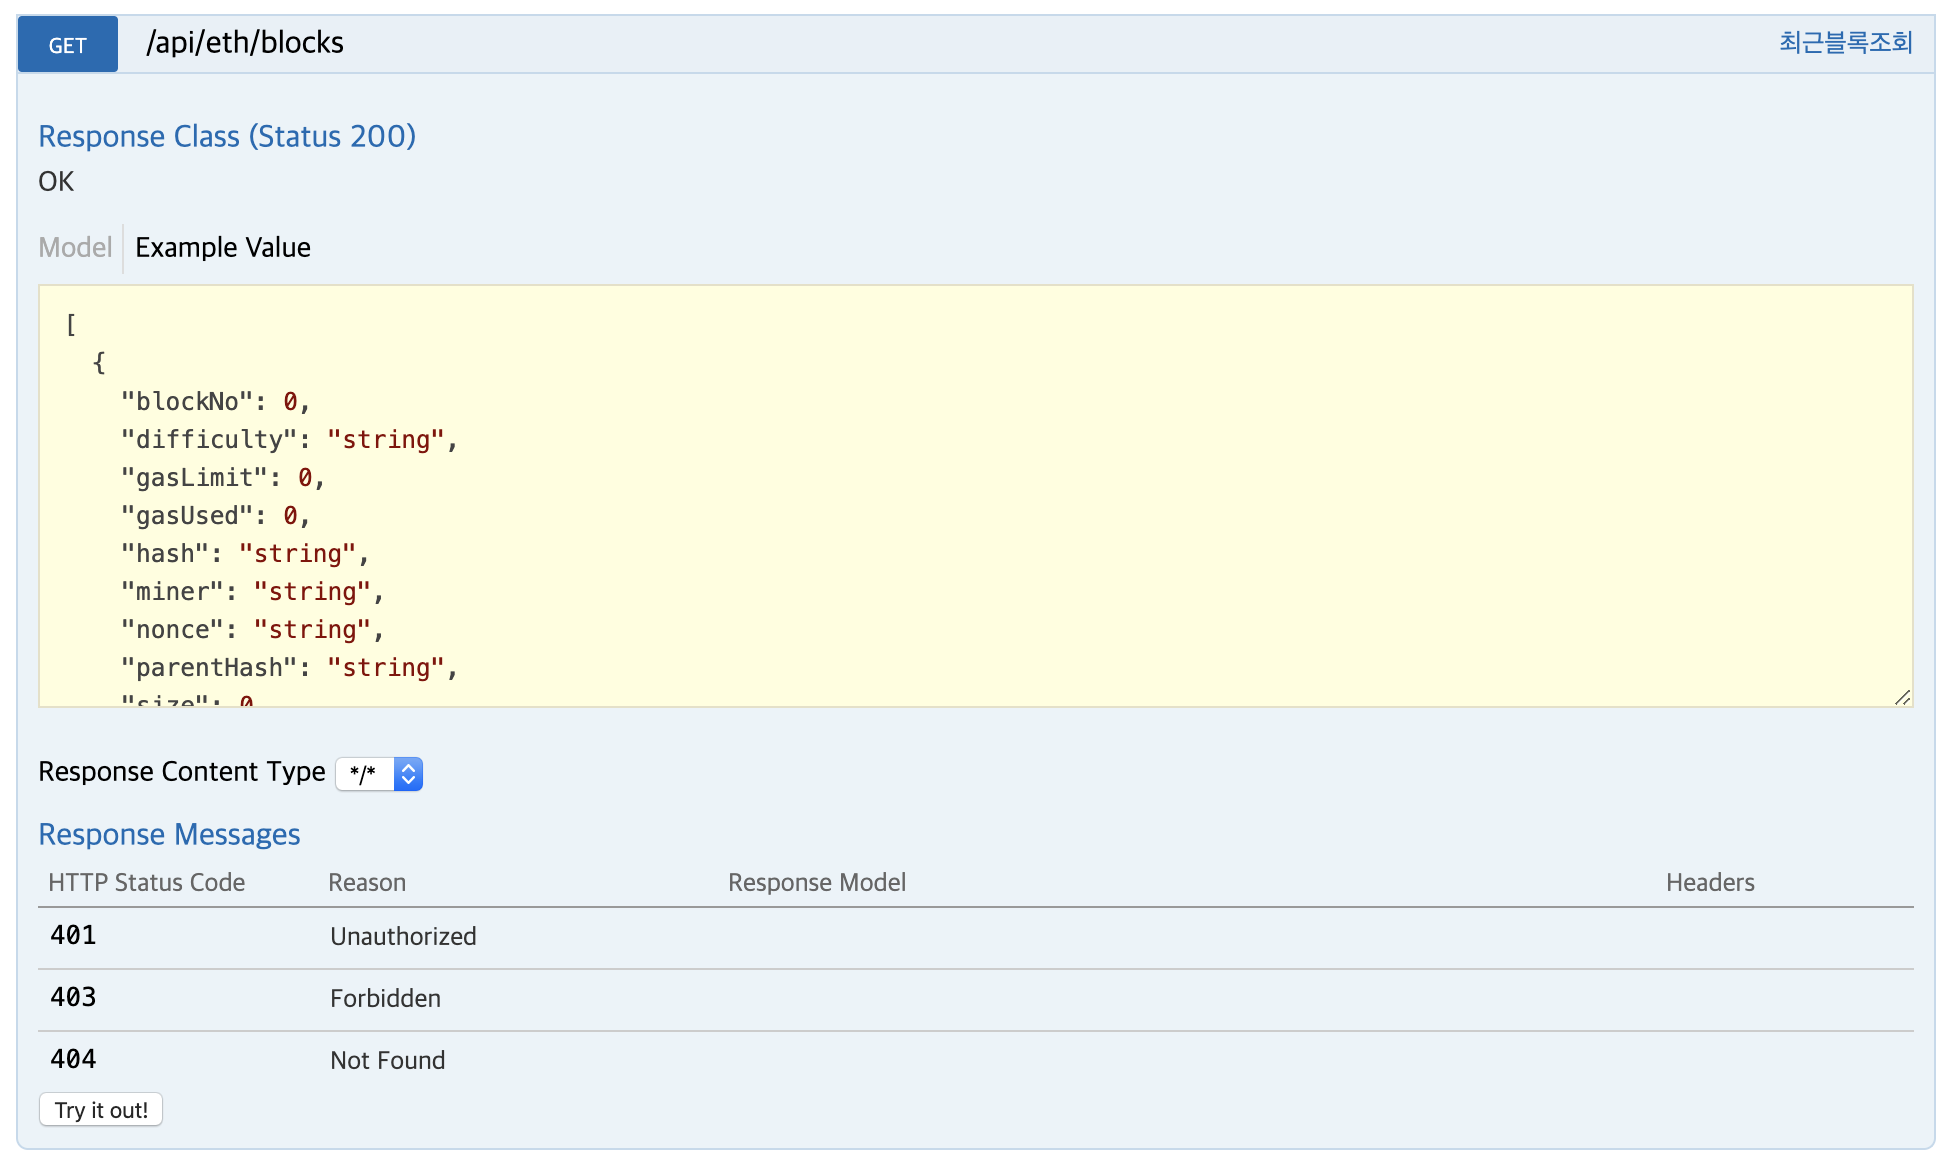 GET /api/eth/blocks 최근블록조회
Response Class (Status 200)
OK
Model Example Value
[
{
"blockNo": 0,
"difficulty": "string",
"gasLimit": 0,
"gasUsed": 0,
"hash": "string",
"miner": "string",
"nonce": "string",
"parentHash": "string",
"size": 0
Response Content Type */*
Response Messages
HTTP Status Code Reason Response Model Headers
401 Unauthorized
403 Forbidden
404 Not Found
Try it out!